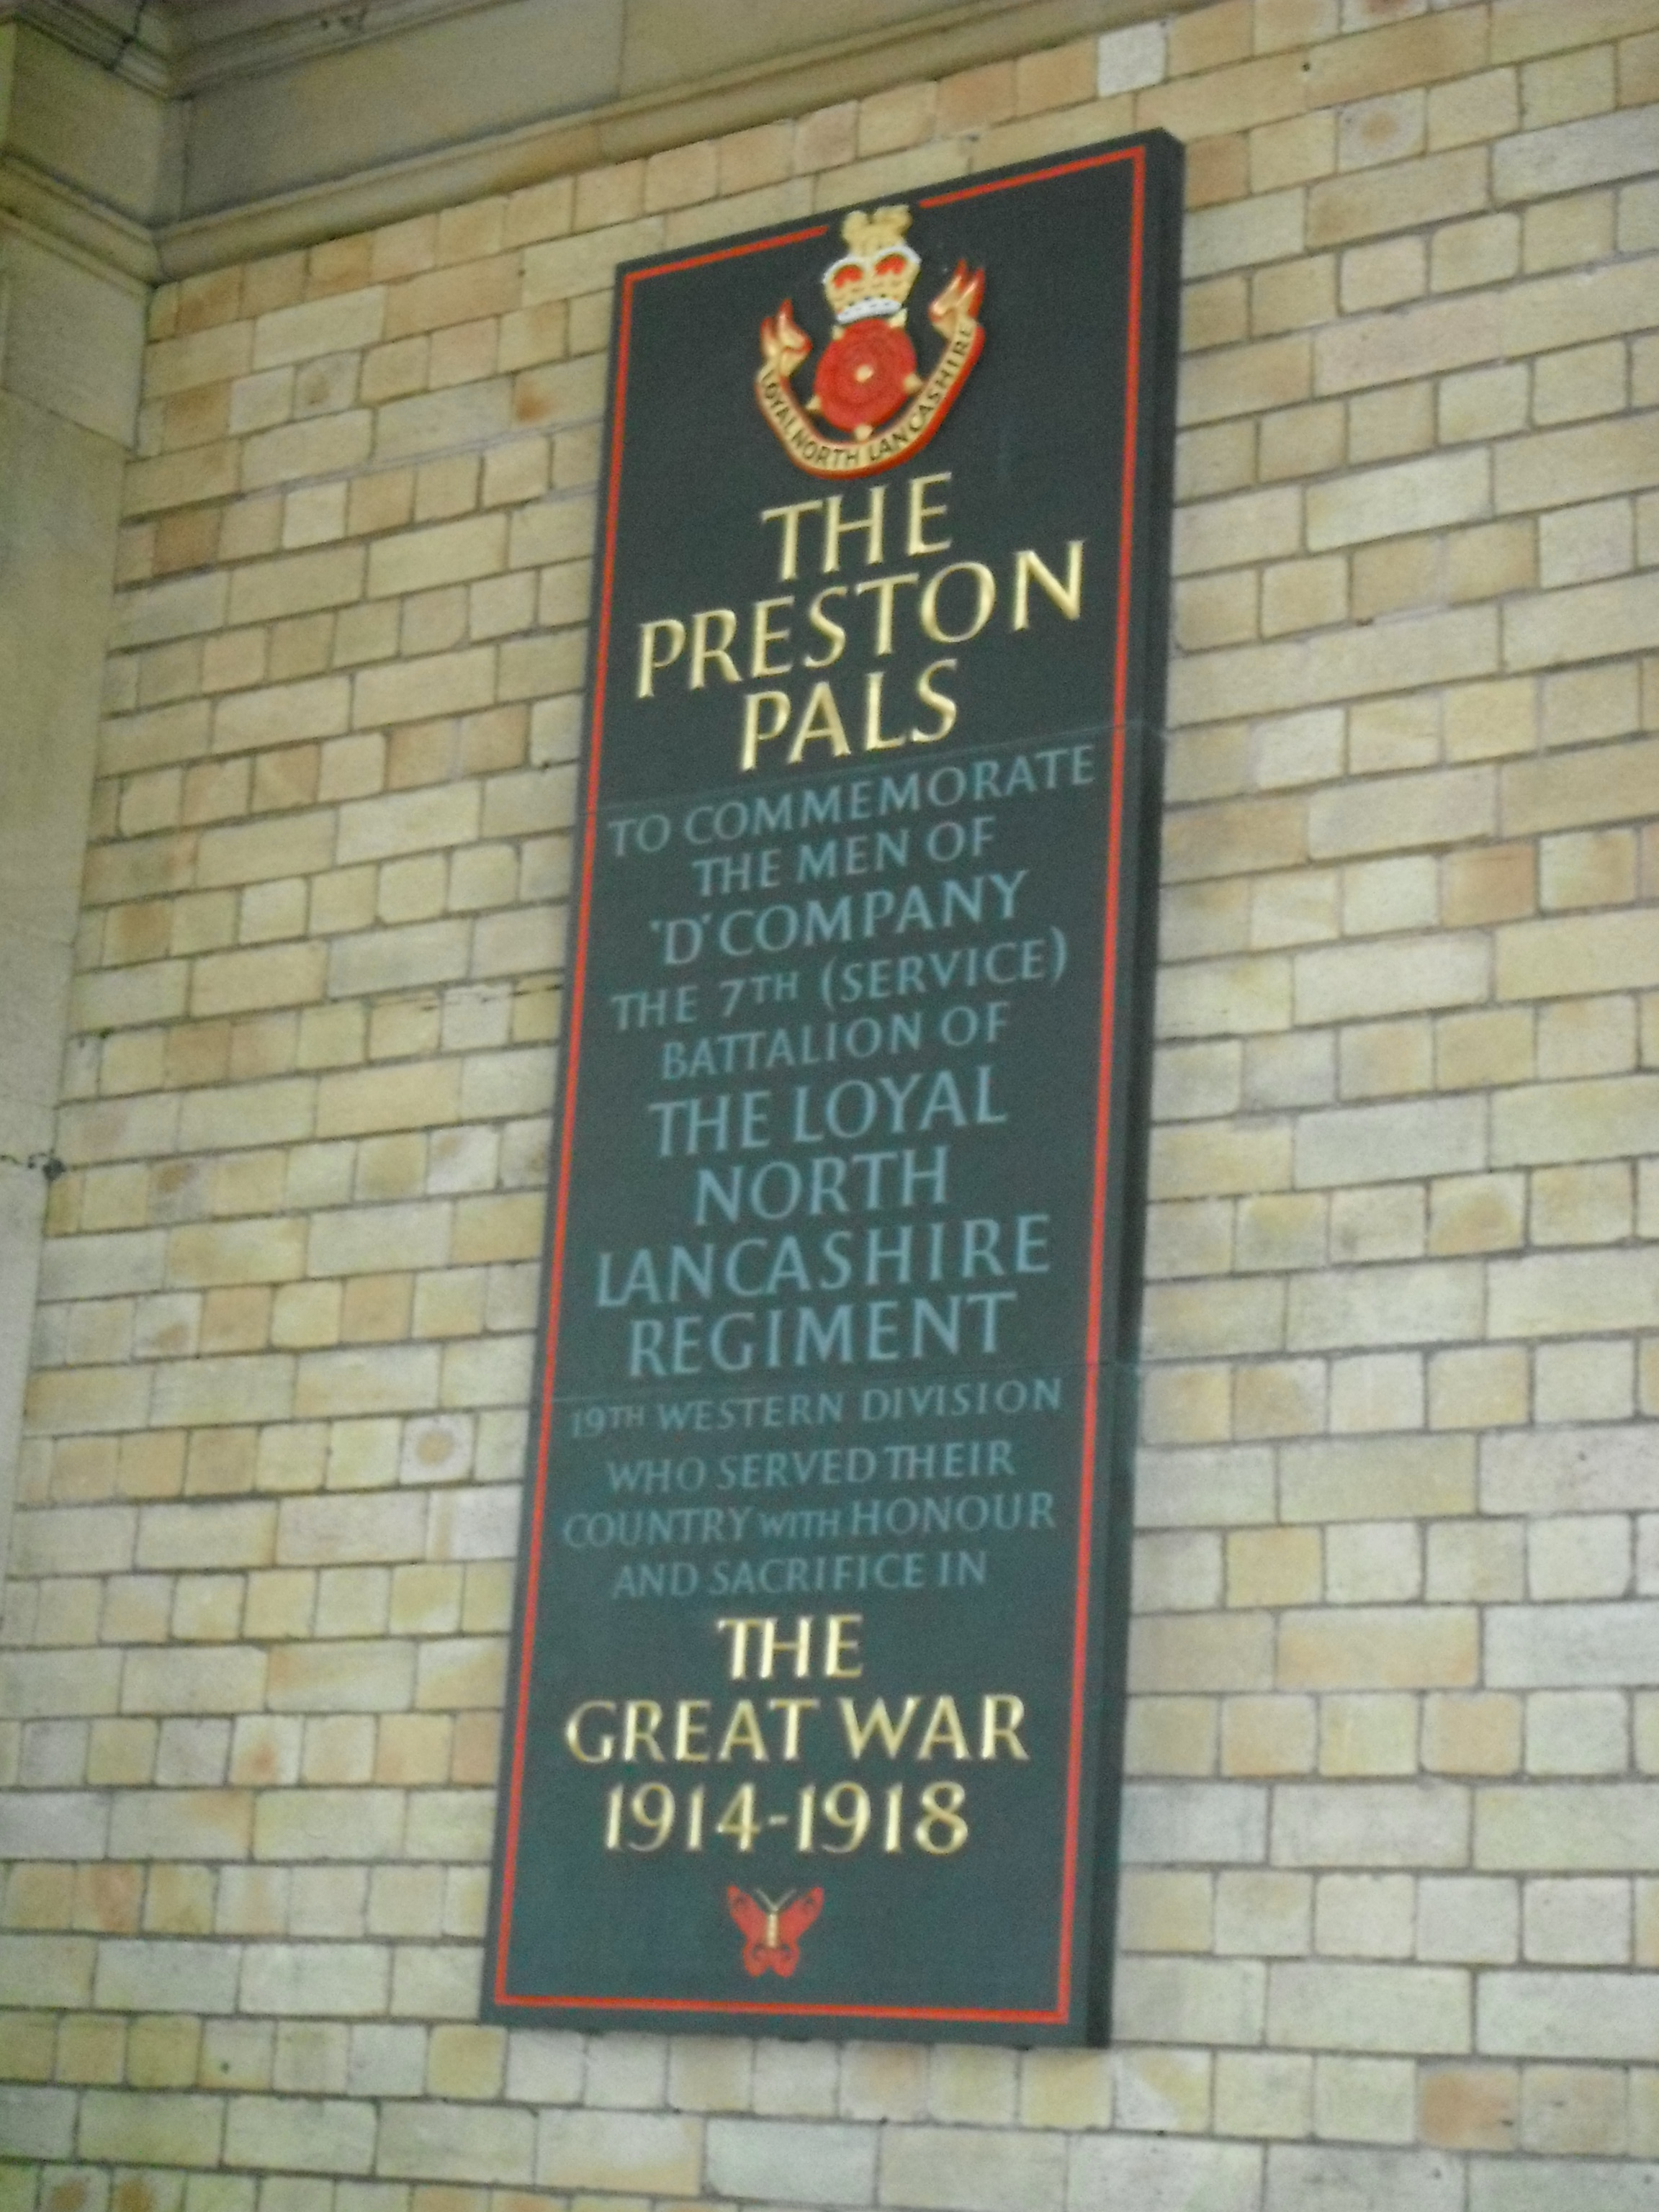 LOYAL NORTH LANCASHIRE
THE
PRESTON
PALS
TO COMMEMORATE
THE MEN OF
'D' COMPANY
THE 7TH (SERVICE)
BATTALION OF
THE LOYAL
NORTH
LANCASHIRE
REGIMENT
19TH WESTERN DIVISION
WHO SERVED THEIR
COUNTRY WITH HONOUR
AND SACRIFICE IN
THE
GREAT WAR
1914-1918